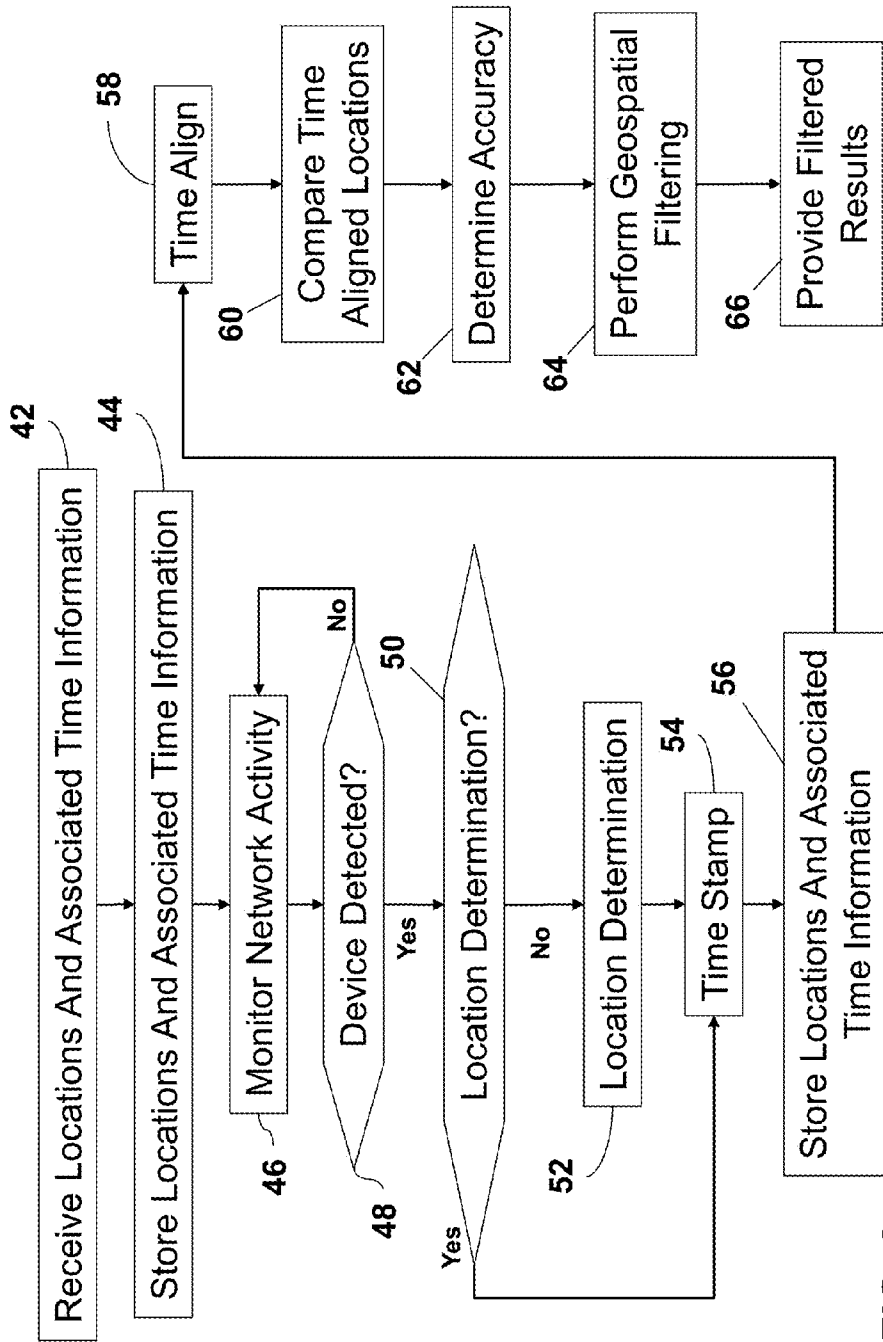 Receive Locations And Associated Time Information
42
Store Locations And Associated Time Information
44
Monitor Network Activity
46
No
Device Detected?
48
Yes
50
Location Determination?
Yes
No
Location Determination
52
54
Time Stamp
56
Store Locations And Associated
Time Information
58
Time Align
60
Compare Time
Aligned Locations
62
Determine Accuracy
64
Perform Geospatial
Filtering
66
Provide Filtered
Results